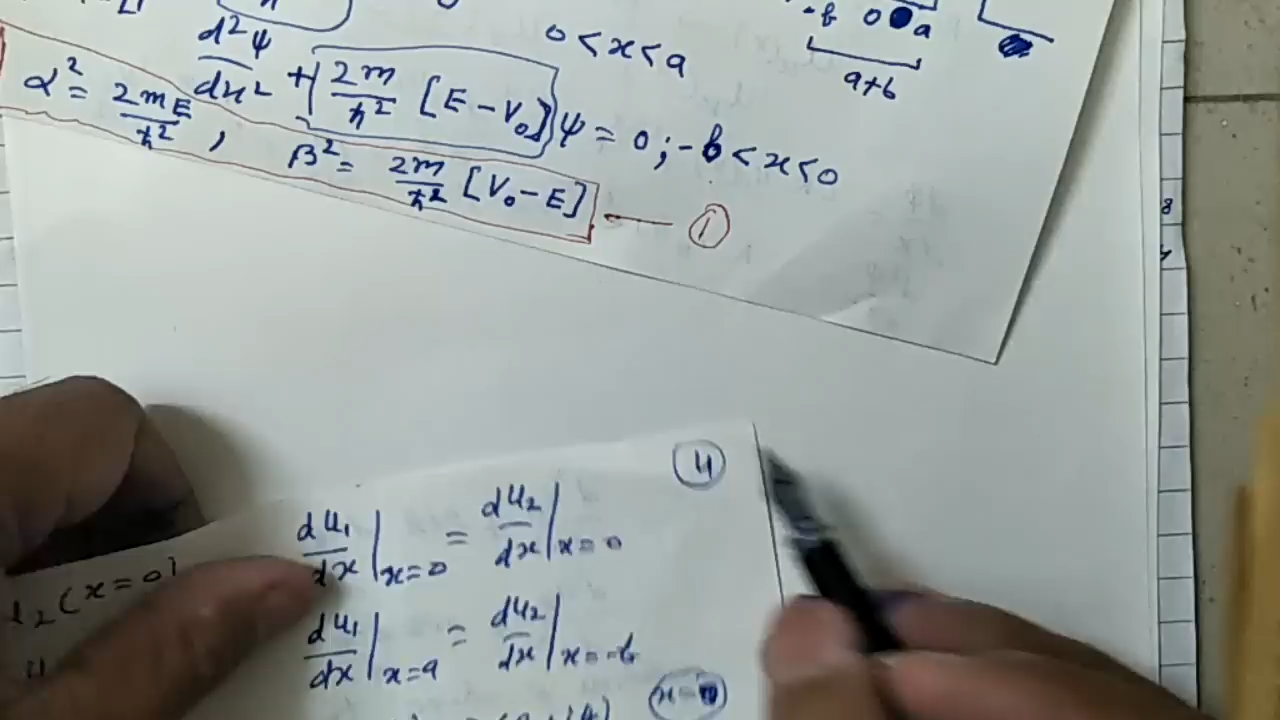 -b 0 a
a+b
0 < x < a
d²ψ/dx² + 2m/ħ² [E - V₀] ψ = 0 ; -b < x < 0
α² = 2mE/ħ² , β² = 2m/ħ² [V₀ - E] ①
④
du₁/dx |x=0 = du₂/dx |x=0
(x=0)
du₁/dx |x=a = du₂/dx |x=-b